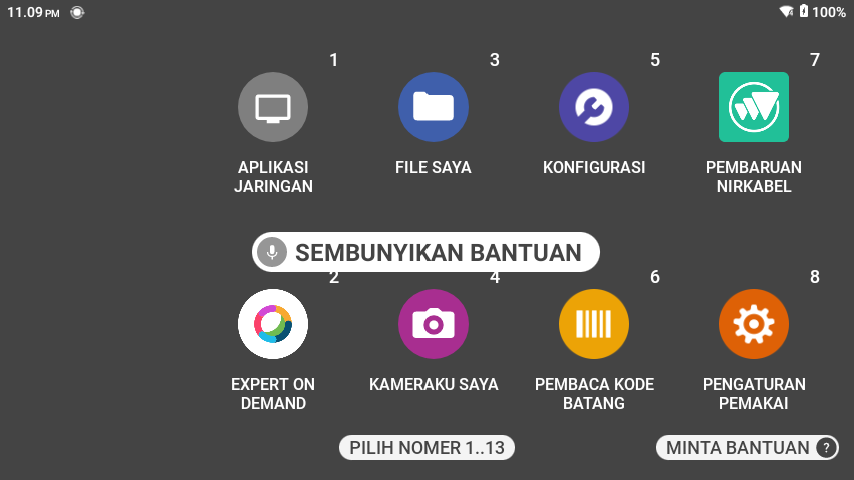 11.09 PM
100%
1
3
5
7
APLIKASI
JARINGAN
FILE SAYA
KONFIGURASI
PEMBARUAN
NIRKABEL
SEMBUNYIKAN BANTUAN
2
4
6
8
EXPERT ON
DEMAND
KAMERAKU SAYA
PEMBACA KODE
BATANG
PENGATURAN
PEMAKAI
PILIH NOMER 1..13
MINTA BANTUAN ?